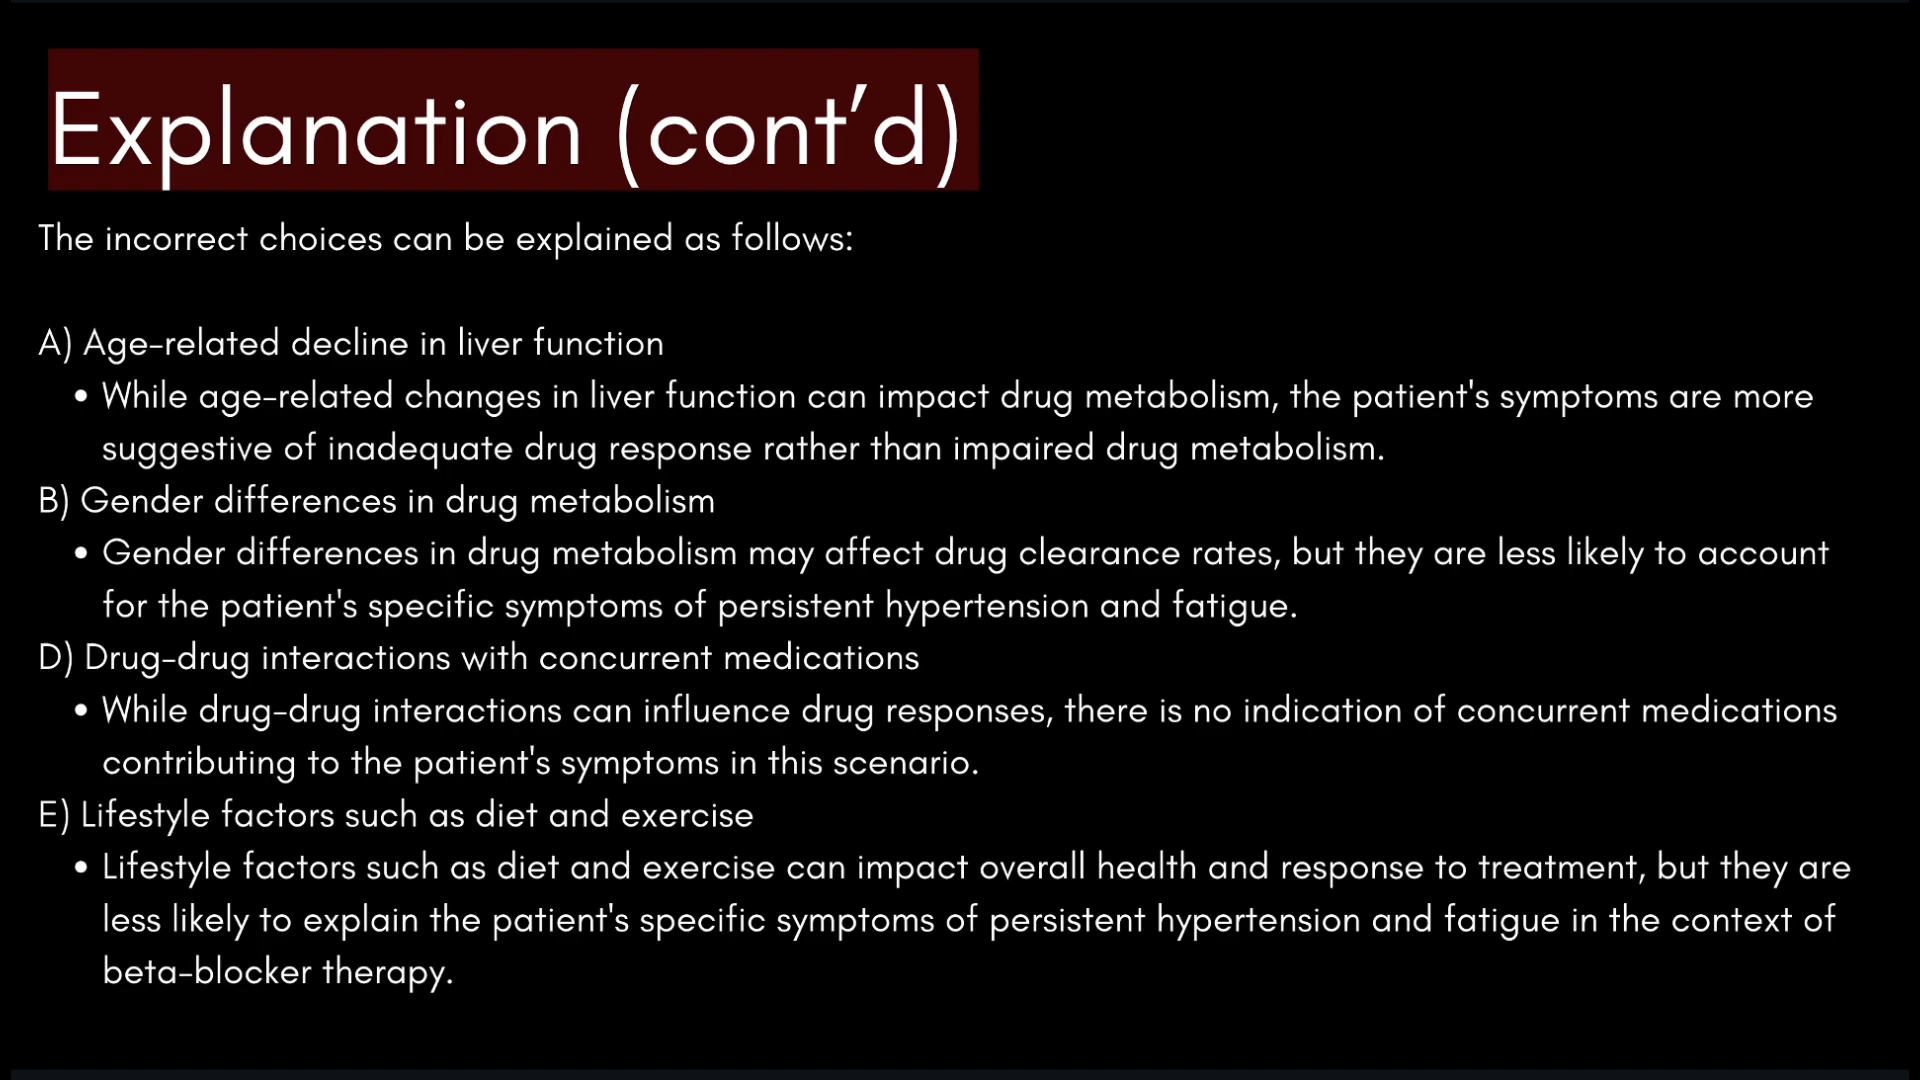 Explanation (cont’d)
The incorrect choices can be explained as follows:
A) Age-related decline in liver function
• While age-related changes in liver function can impact drug metabolism, the patient's symptoms are more
suggestive of inadequate drug response rather than impaired drug metabolism.
B) Gender differences in drug metabolism
• Gender differences in drug metabolism may affect drug clearance rates, but they are less likely to account
for the patient's specific symptoms of persistent hypertension and fatigue.
D) Drug-drug interactions with concurrent medications
• While drug-drug interactions can influence drug responses, there is no indication of concurrent medications
contributing to the patient's symptoms in this scenario.
E) Lifestyle factors such as diet and exercise
• Lifestyle factors such as diet and exercise can impact overall health and response to treatment, but they are
less likely to explain the patient's specific symptoms of persistent hypertension and fatigue in the context of
beta-blocker therapy.